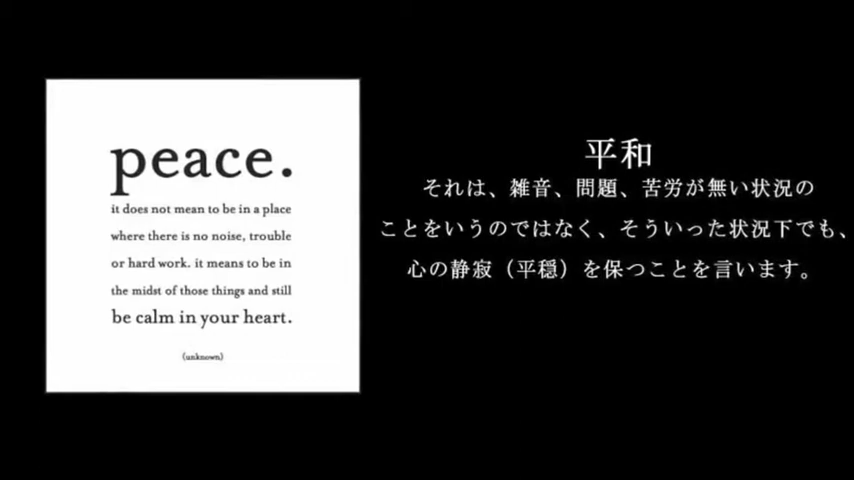 peace.
it does not mean to be in a place
where there is no noise, trouble
or hard work. it means to be in
the midst of those things and still
be calm in your heart.
(unknown)
平和
それは、雑音、問題、苦労が無い状況の
ことをいうのではなく、そういった状況下でも、
心の静寂（平穏）を保つことを言います。